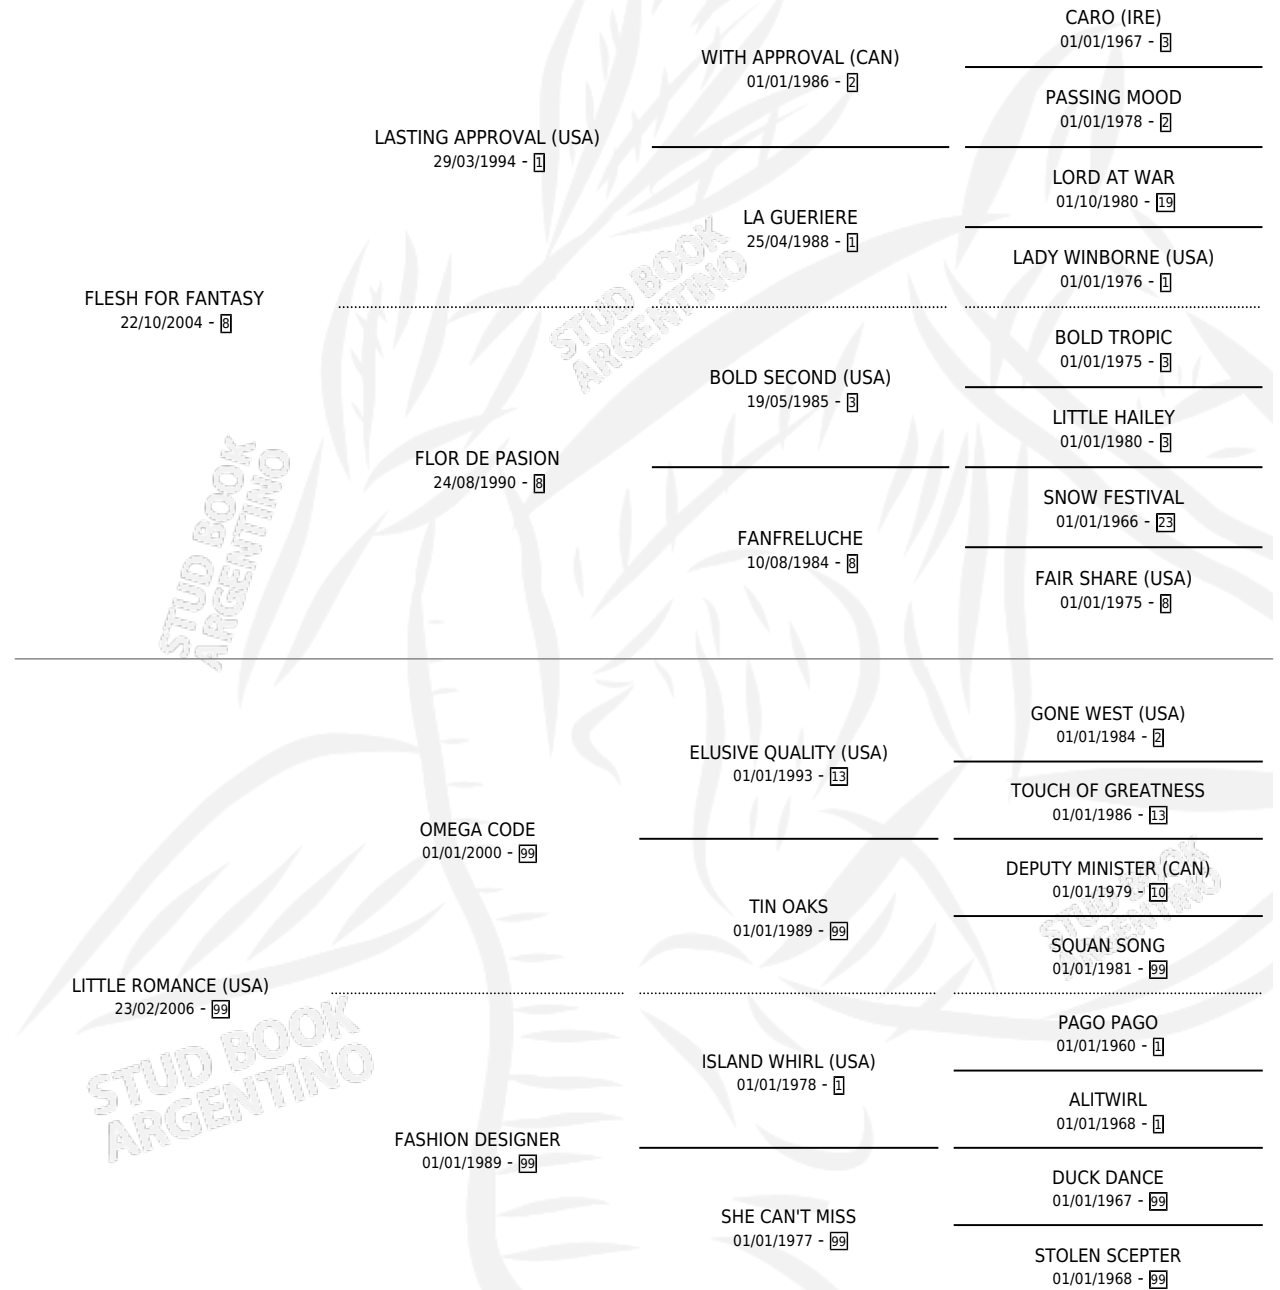 CARO (IRE)
01/01/1967 - 3
WITH APPROVAL (CAN)
01/01/1986 - 2
PASSING MOOD
01/01/1978 - 2
LASTING APPROVAL (USA)
29/03/1994 - 1
LORD AT WAR
01/10/1980 - 19
LA GUERIERE
25/04/1988 - 1
LADY WINBORNE (USA)
01/01/1976 - 1
FLESH FOR FANTASY
22/10/2004 - 8
STUD BOOK
ARGENTINO
BOLD TROPIC
01/01/1975 - 3
BOLD SECOND (USA)
19/05/1985 - 3
LITTLE HAILEY
01/01/1980 - 3
FLOR DE PASION
24/08/1990 - 8
SNOW FESTIVAL
01/01/1966 - 23
FANFRELUCHE
10/08/1984 - 8
FAIR SHARE (USA)
01/01/1975 - 8
STUD BOOK
ARGENTINO
GONE WEST (USA)
01/01/1984 - 2
ELUSIVE QUALITY (USA)
01/01/1993 - 13
TOUCH OF GREATNESS
01/01/1986 - 13
OMEGA CODE
01/01/2000 - 99
DEPUTY MINISTER (CAN)
01/01/1979 - 10
TIN OAKS
01/01/1989 - 99
SQUAN SONG
01/01/1981 - 99
STUD BOOK
ARGENTINO
LITTLE ROMANCE (USA)
23/02/2006 - 99
PAGO PAGO
01/01/1960 - 1
ISLAND WHIRL (USA)
01/01/1978 - 1
ALITWIRL
01/01/1968 - 1
STUD BOOK
ARGENTINO
FASHION DESIGNER
01/01/1989 - 99
DUCK DANCE
01/01/1967 - 99
SHE CAN'T MISS
01/01/1977 - 99
STOLEN SCEPTER
01/01/1968 - 99